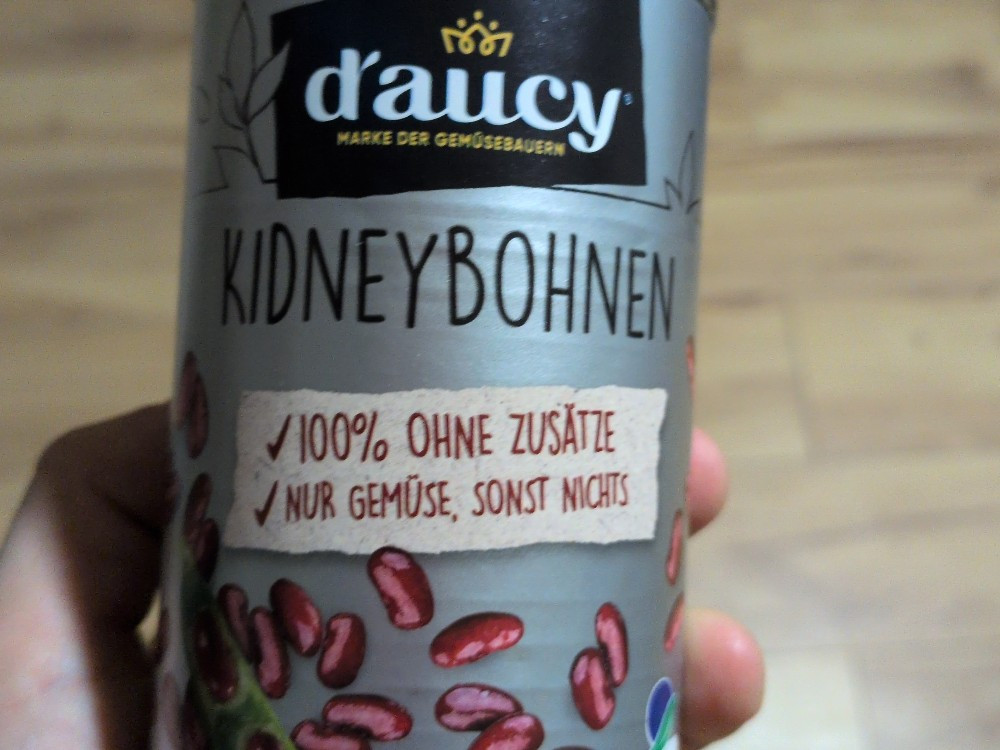 d'aucy
MARKE DER GEMÜSEBAUERN
KIDNEYBOHNEN
✓100% OHNE ZUSÄTZE
✓NUR GEMÜSE, SONST NICHTS